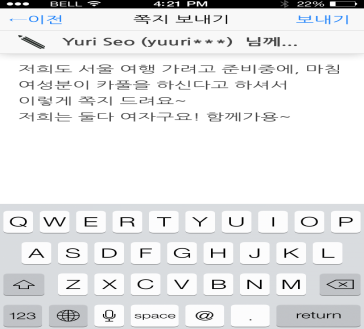 ●●●○○ BELL 4:21 PM 22%
←이전 쪽지 보내기 보내기
Yuri Seo (yuuri***) 님께...
저희도 서울 여행 가려고 준비중에, 마침
여성분이 카풀을 하신다고 하셔서
이렇게 쪽지 드려요~
저희는 둘다 여자구요! 함께가용~
Q W E R T Y U I O P
A S D F G H J K L
Z X C V B N M
123 space @ . return